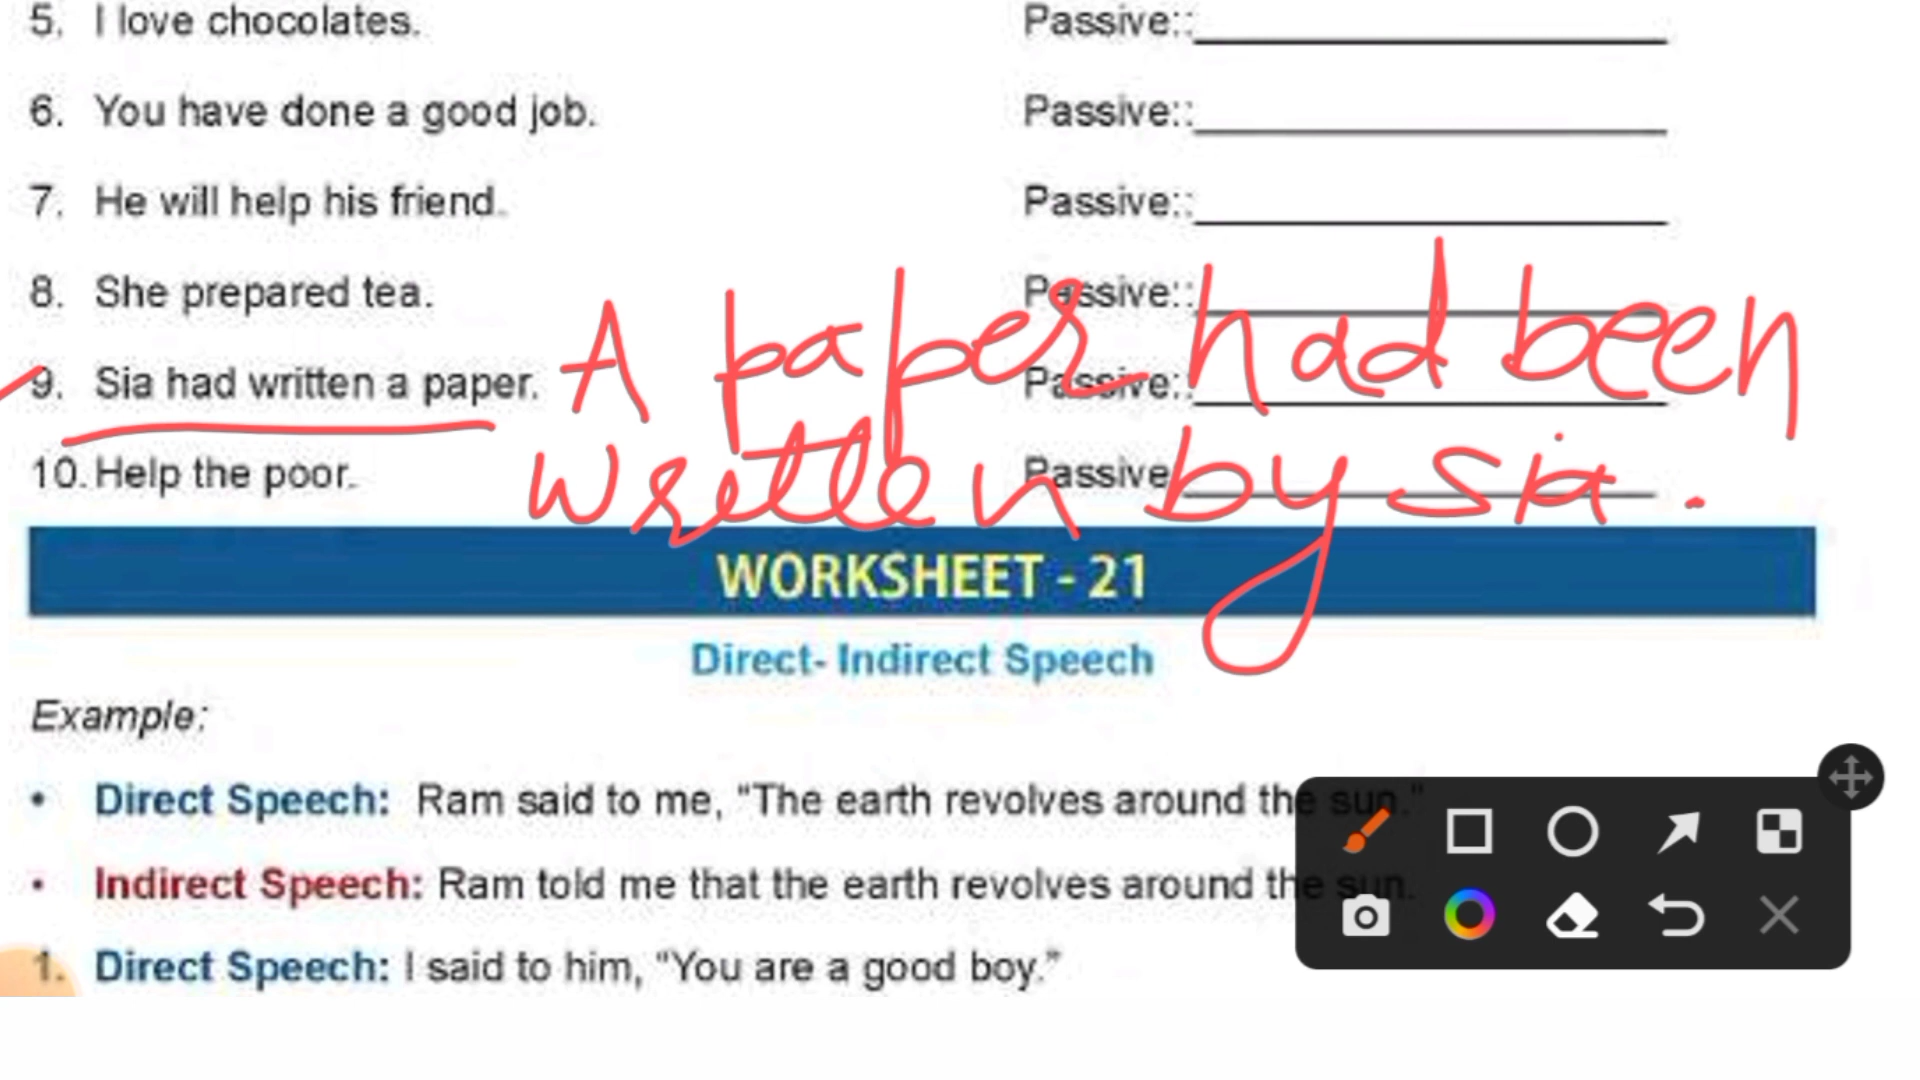 5. I love chocolates. Passive::
6. You have done a good job. Passive::
7. He will help his friend. Passive::
8. She prepared tea. Passive::
9. Sia had written a paper. Passive:
A paper had been
10. Help the poor. Passive
written by sia.
WORKSHEET - 21
Direct- Indirect Speech
Example:
• Direct Speech: Ram said to me, "The earth revolves around the sun."
• Indirect Speech: Ram told me that the earth revolves around the sun.
1. Direct Speech: I said to him, "You are a good boy."